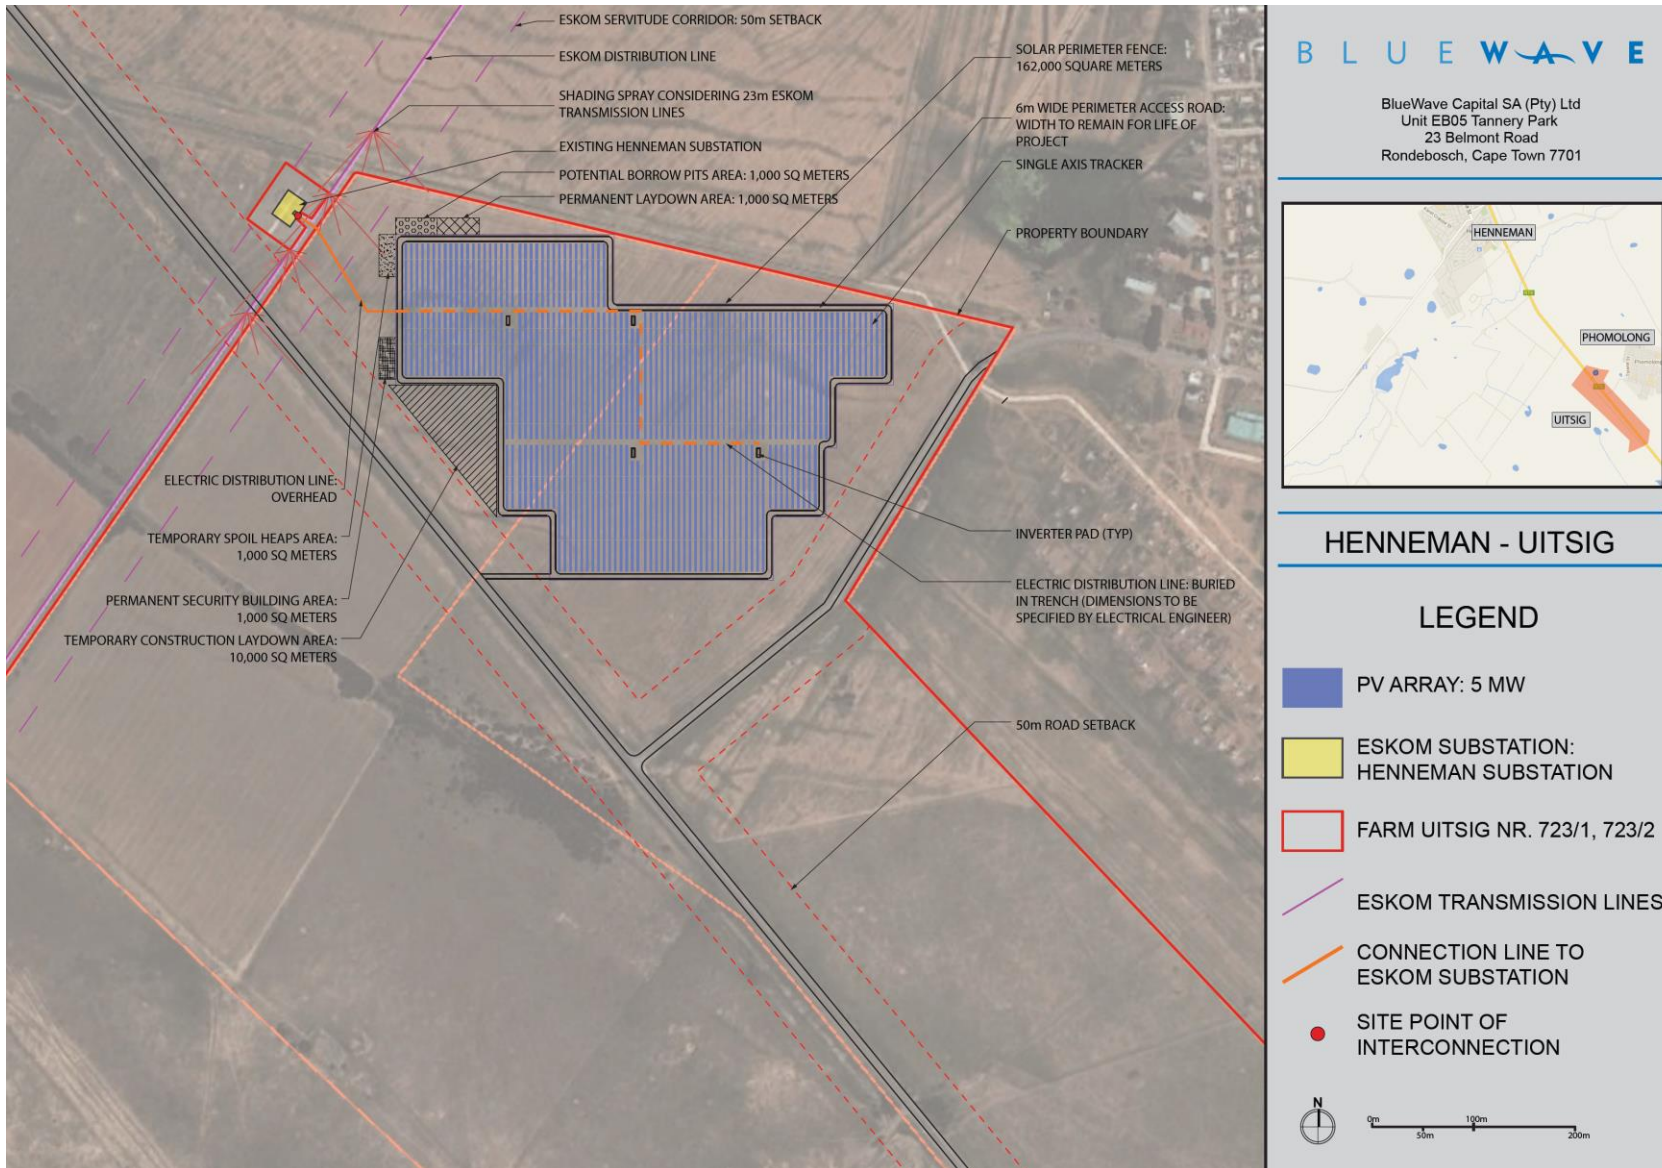 ESKOM SERVITUDE CORRIDOR: 50m SETBACK
ESKOM DISTRIBUTION LINE
SHADING SPRAY CONSIDERING 23m ESKOM
TRANSMISSION LINES
EXISTING HENNEMAN SUBSTATION
POTENTIAL BORROW PITS AREA: 1,000 SQ METERS
PERMANENT LAYDOWN AREA: 1,000 SQ METERS
SOLAR PERIMETER FENCE:
162,000 SQUARE METERS
6m WIDE PERIMETER ACCESS ROAD:
WIDTH TO REMAIN FOR LIFE OF
PROJECT
SINGLE AXIS TRACKER
PROPERTY BOUNDARY
ELECTRIC DISTRIBUTION LINE:
OVERHEAD
TEMPORARY SPOIL HEAPS AREA:
1,000 SQ METERS
PERMANENT SECURITY BUILDING AREA:
1,000 SQ METERS
TEMPORARY CONSTRUCTION LAYDOWN AREA:
10,000 SQ METERS
INVERTER PAD (TYP)
ELECTRIC DISTRIBUTION LINE: BURIED
IN TRENCH (DIMENSIONS TO BE
SPECIFIED BY ELECTRICAL ENGINEER)
50m ROAD SETBACK
BLUEWAVE
BlueWave Capital SA (Pty) Ltd
Unit EB05 Tannery Park
23 Belmont Road
Rondebosch, Cape Town 7701
HENNEMAN
PHOMOLONG
UITSIG
HENNEMAN - UITSIG
LEGEND
PV ARRAY: 5 MW
ESKOM SUBSTATION:
HENNEMAN SUBSTATION
FARM UITSIG NR. 723/1, 723/2
ESKOM TRANSMISSION LINES
CONNECTION LINE TO
ESKOM SUBSTATION
SITE POINT OF
INTERCONNECTION
N
0m 100m
50m 200m